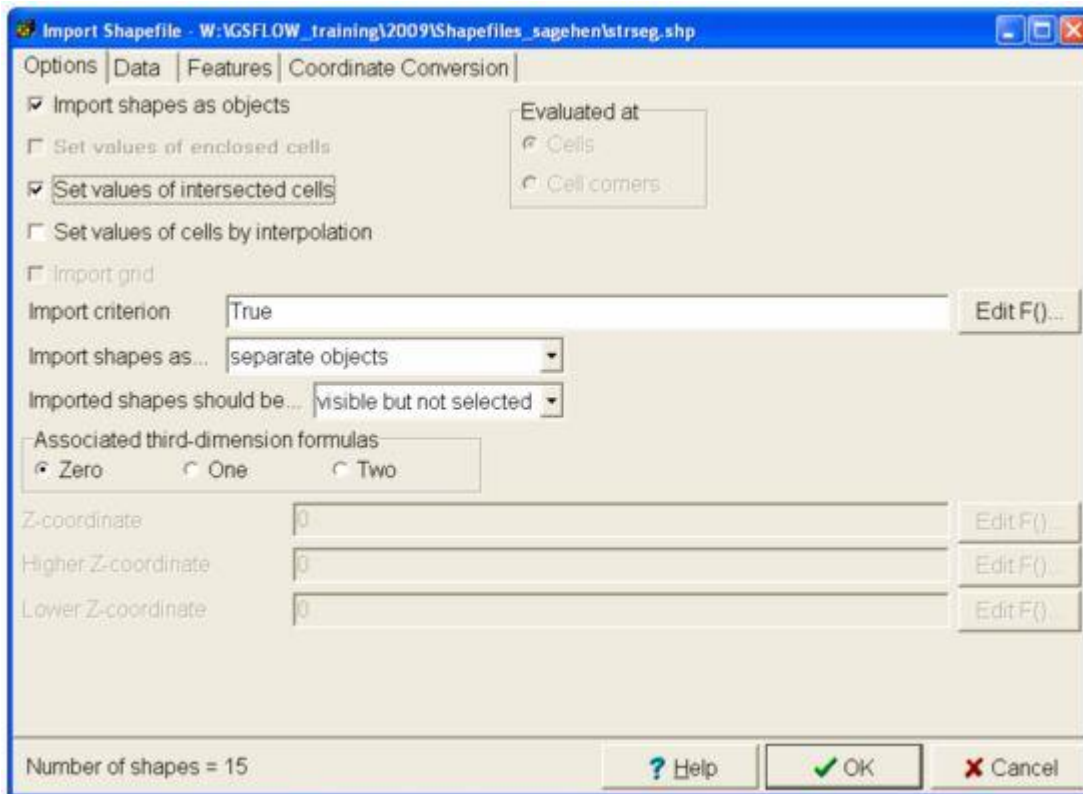 Import Shapefile - W:\GSFLOW_training\2009\Shapefiles_sagehen\strseg.shp
Options Data Features Coordinate Conversion
Import shapes as objects
Evaluated at
Set values of enclosed cells
Cells
Set values of intersected cells
Cell corners
Set values of cells by interpolation
Import grid
Import criterion True Edit F()...
Import shapes as... separate objects
Imported shapes should be... visible but not selected
Associated third-dimension formulas
Zero One Two
Z-coordinate 0 Edit F()...
Higher Z-coordinate 0 Edit F()...
Lower Z-coordinate 0 Edit F()...
Number of shapes = 15 ? Help OK Cancel